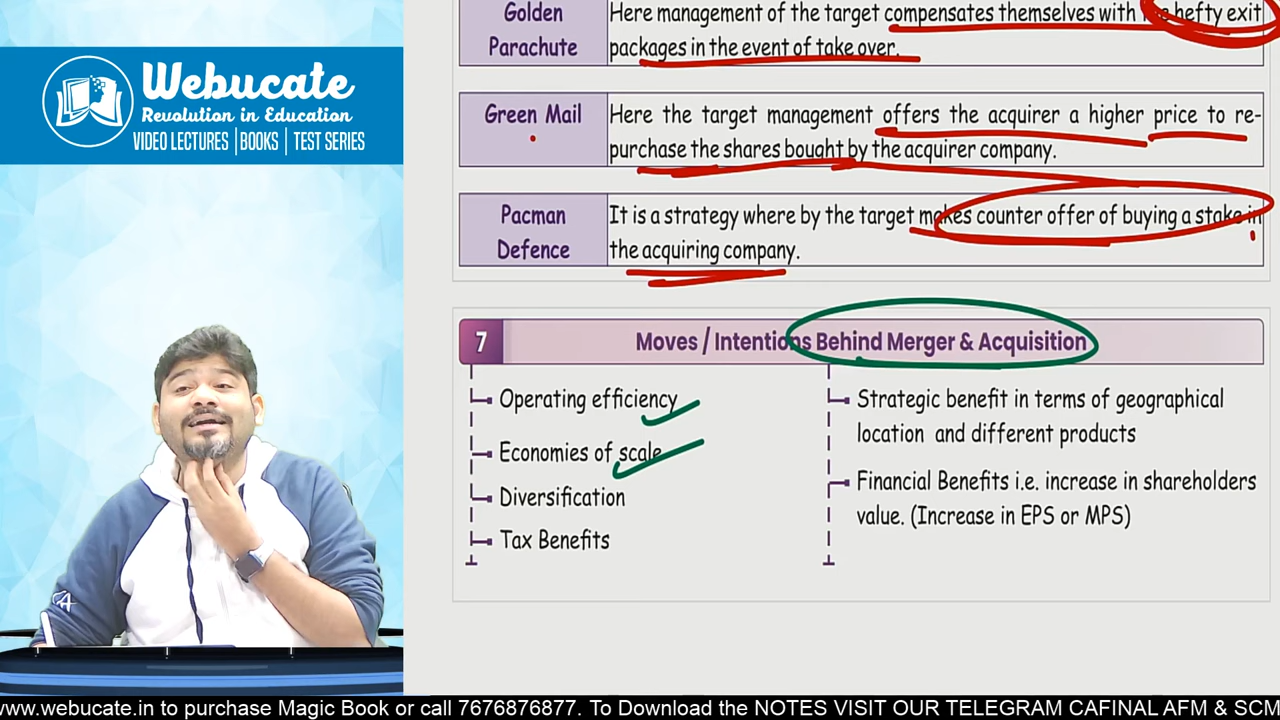 Webucate
Revolution in Education
VIDEO LECTURES | BOOKS | TEST SERIES
Golden Parachute
Here management of the target compensates themselves with hefty exit
packages in the event of take over.
Green Mail
Here the target management offers the acquirer a higher price to re-
purchase the shares bought by the acquirer company.
Pacman Defence
It is a strategy where by the target makes counter offer of buying a stake in
the acquiring company.
7 Moves / Intentions Behind Merger & Acquisition
Operating efficiency
Economies of scale
Diversification
Tax Benefits
Strategic benefit in terms of geographical
location and different products
Financial Benefits i.e. increase in shareholders
value. (Increase in EPS or MPS)
www.webucate.in to purchase Magic Book or call 7676876877. To Download the NOTES VISIT OUR TELEGRAM CAFINAL AFM & SCM